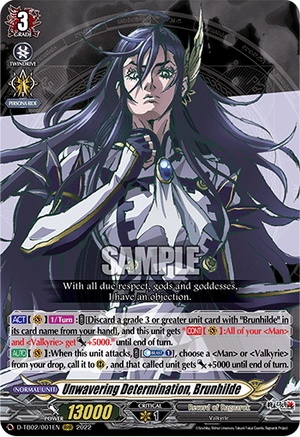 3
GRADE
TWINDRIVE
PERSONA RIDE
SAMPLE
With all due respect, gods and goddesses,
I have an objection.
ACT 1/Turn [Discard a grade 3 or greater unit card with "Brunhilde" in
its card name from your hand], and this unit gets CONT All of your <Man>
and <Valkyrie> get +5000. until end of turn.
AUTO When this unit attacks, choose a <Man> or <Valkyrie>
from your drop, call it to, and that called unit gets +5000 until end of turn.
NORMAL UNIT
Unwavering Determination, Brunhilde
POWER 13000
CRITICAL 1
Record of Ragnarok
Valkyrie
D-TB02/001EN RRR 2022